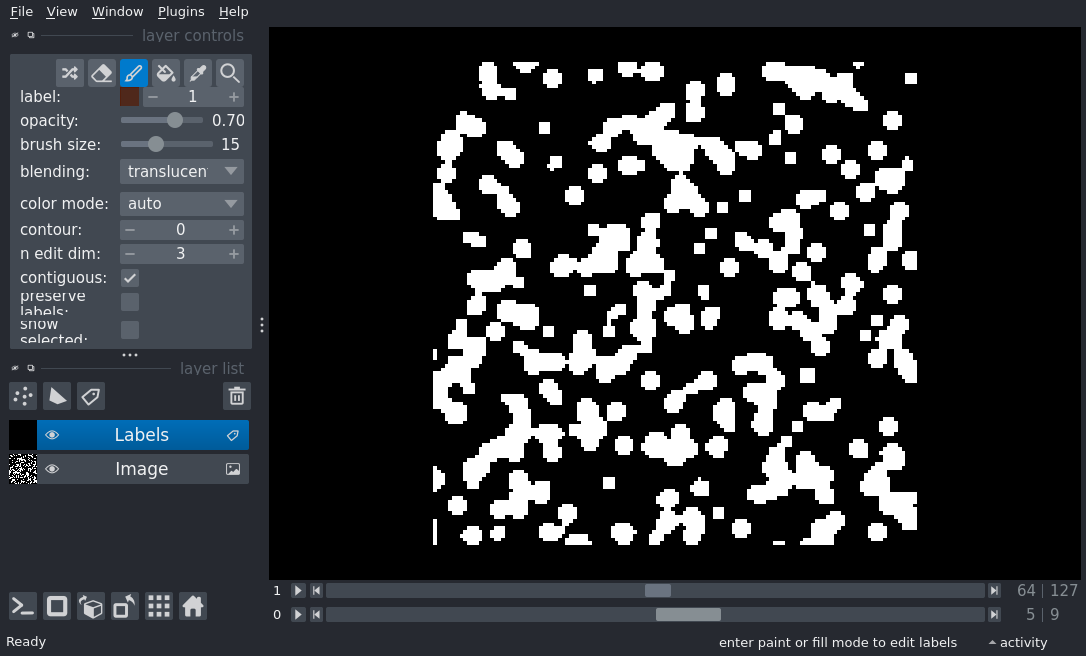 File View Window Plugins Help
layer controls
label: 1
opacity: 0.70
brush size: 15
blending: translucen
color mode: auto
contour: 0
n edit dim: 3
contiguous:
preserve
labels:
show
selected:
layer list
Labels
Image
1 64 | 127
0 5 | 9
Ready enter paint or fill mode to edit labels activity